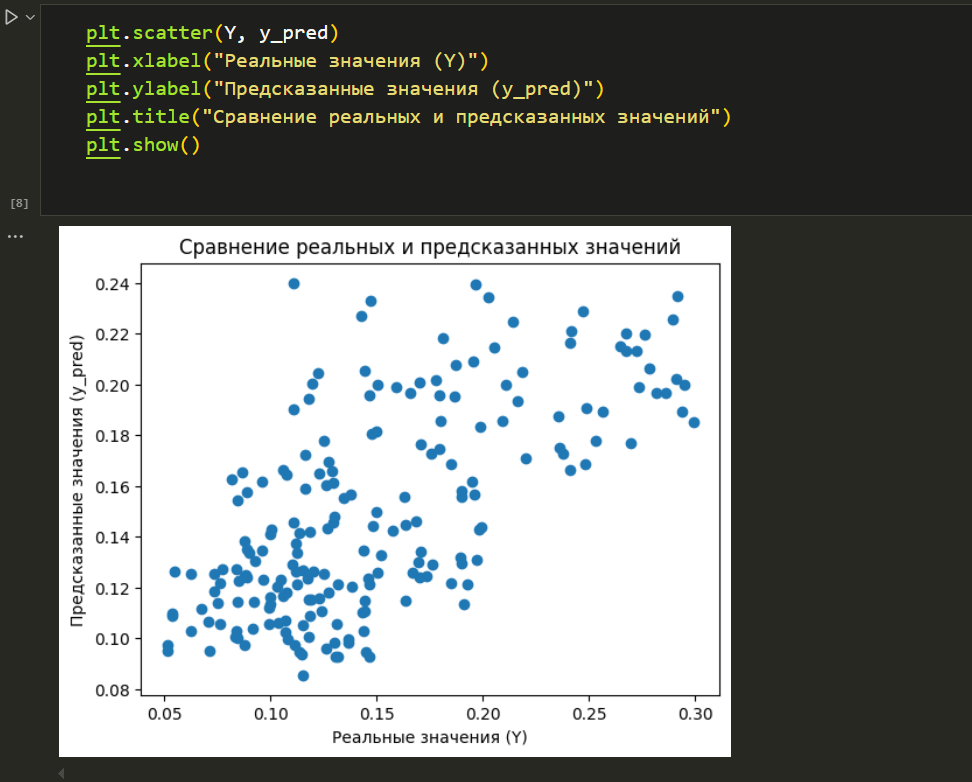 plt.scatter(Y, y_pred)
plt.xlabel("Реальные значения (Y)")
plt.ylabel("Предсказанные значения (y_pred)")
plt.title("Сравнение реальных и предсказанных значений")
plt.show()
[8]
...
Сравнение реальных и предсказанных значений
Предсказанные значения (y_pred)
0.24
0.22
0.20
0.18
0.16
0.14
0.12
0.10
0.08
0.05 0.10 0.15 0.20 0.25 0.30
Реальные значения (Y)